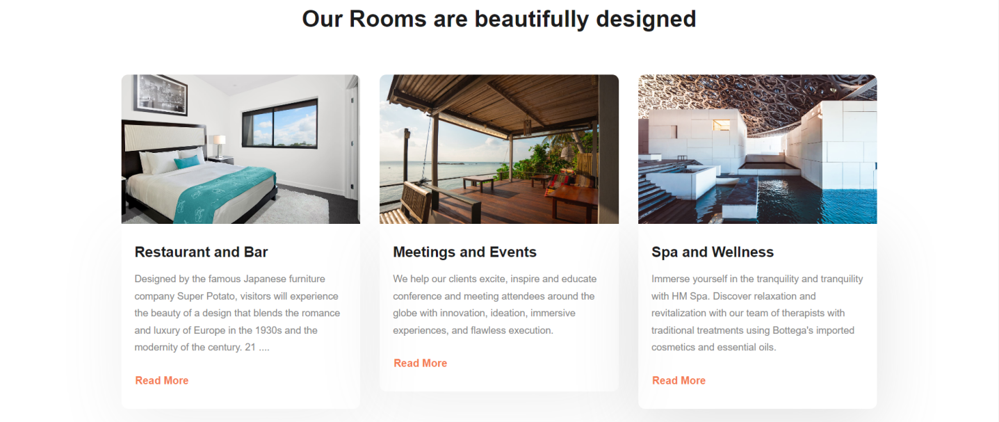 Our Rooms are beautifully designed
Restaurant and Bar
Designed by the famous Japanese furniture
company Super Potato, visitors will experience
the beauty of a design that blends the romance
and luxury of Europe in the 1930s and the
modernity of the century. 21 ....
Read More
Meetings and Events
We help our clients excite, inspire and educate
conference and meeting attendees around the
globe with innovation, ideation, immersive
experiences, and flawless execution.
Read More
Spa and Wellness
Immerse yourself in the tranquility and tranquility
with HM Spa. Discover relaxation and
revitalization with our team of therapists with
traditional treatments using Bottega's imported
cosmetics and essential oils.
Read More